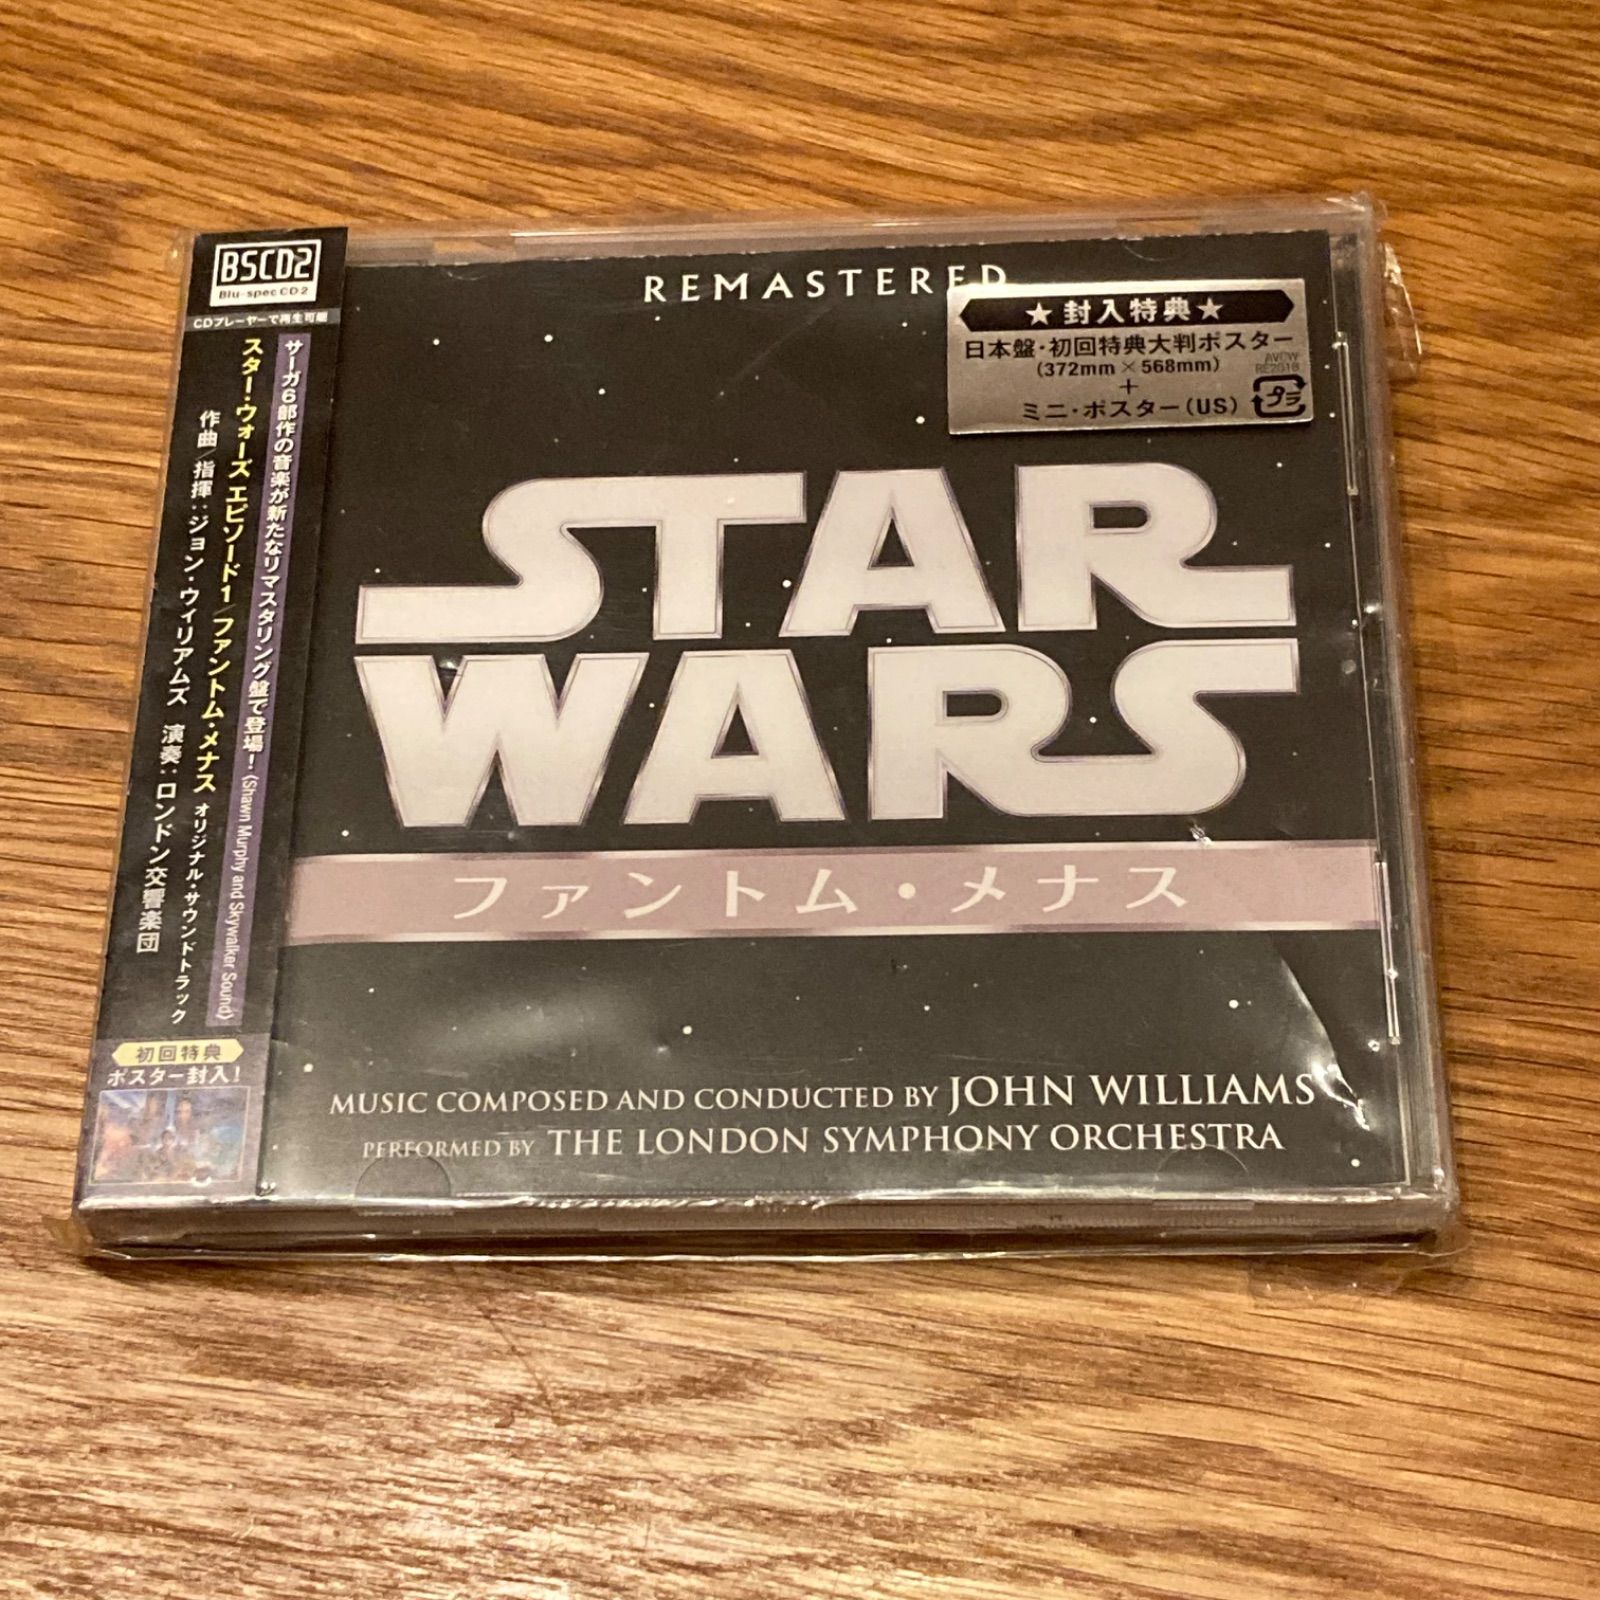 BSCD2
Blu-spec CD2
CDプレーヤーで再生可能
サーガ6部作の音楽が新たなリマスタリング盤で登場！〈Shawn Murphy and Skywalker Sound〉
スター・ウォーズ エピソード1／ファントム・メナス オリジナル・サウンドトラック
作曲／指揮：ジョン・ウィリアムズ 演奏：ロンドン交響楽団
初回特典
ポスター封入！
REMASTERED
★封入特典★
日本盤・初回特典大判ポスター
(372mm×568mm)
+
ミニ・ポスター(US)
プラ
STAR
WARS
ファントム・メナス
MUSIC COMPOSED AND CONDUCTED BY JOHN WILLIAMS
PERFORMED BY THE LONDON SYMPHONY ORCHESTRA